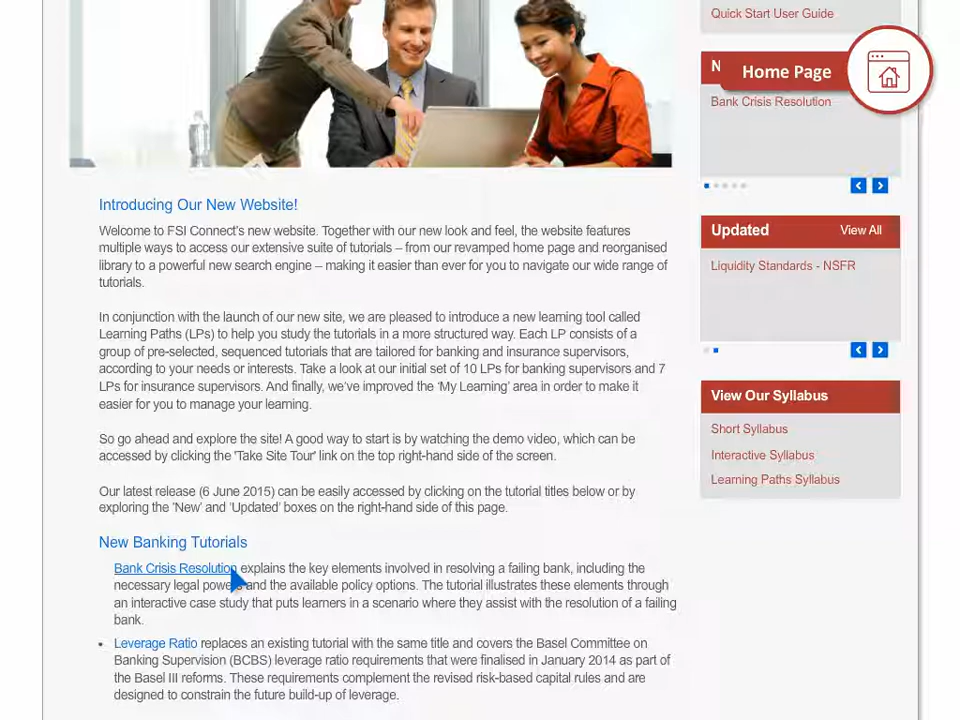 Quick Start User Guide
N
Home Page
Bank Crisis Resolution
Introducing Our New Website!
Welcome to FSI Connect's new website. Together with our new look and feel, the website features
multiple ways to access our extensive suite of tutorials – from our revamped home page and reorganised
library to a powerful new search engine – making it easier than ever for you to navigate our wide range of
tutorials.
In conjunction with the launch of our new site, we are pleased to introduce a new learning tool called
Learning Paths (LPs) to help you study the tutorials in a more structured way. Each LP consists of a
group of pre-selected, sequenced tutorials that are tailored for banking and insurance supervisors,
according to your needs or interests. Take a look at our initial set of 10 LPs for banking supervisors and 7
LPs for insurance supervisors. And finally, we've improved the 'My Learning' area in order to make it
easier for you to manage your learning.
So go ahead and explore the site! A good way to start is by watching the demo video, which can be
accessed by clicking the 'Take Site Tour' link on the top right-hand side of the screen.
Our latest release (6 June 2015) can be easily accessed by clicking on the tutorial titles below or by
exploring the 'New' and 'Updated' boxes on the right-hand side of this page.
New Banking Tutorials
Bank Crisis Resolution explains the key elements involved in resolving a failing bank, including the
necessary legal powers and the available policy options. The tutorial illustrates these elements through
an interactive case study that puts learners in a scenario where they assist with the resolution of a failing
bank.
• Leverage Ratio replaces an existing tutorial with the same title and covers the Basel Committee on
Banking Supervision (BCBS) leverage ratio requirements that were finalised in January 2014 as part of
the Basel III reforms. These requirements complement the revised risk-based capital rules and are
designed to constrain the future build-up of leverage.
Updated View All
Liquidity Standards - NSFR
View Our Syllabus
Short Syllabus
Interactive Syllabus
Learning Paths Syllabus